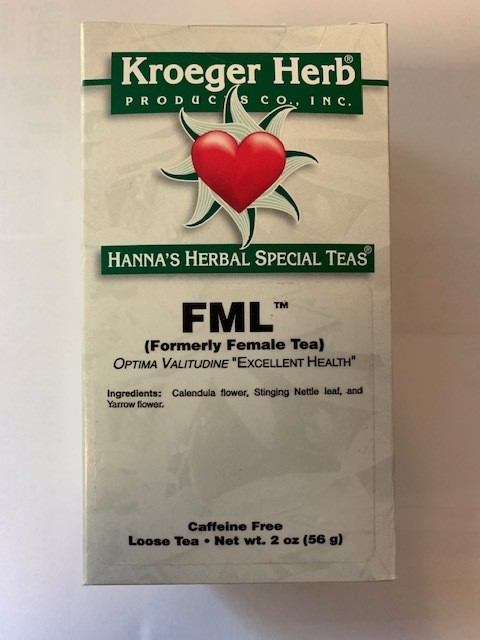 Kroeger Herb®
PRODUCTS CO., INC.
HANNA'S HERBAL SPECIAL TEAS®
FML™
(Formerly Female Tea)
OPTIMA VALITUDINE "EXCELLENT HEALTH"
Ingredients: Calendula flower, Stinging Nettle leaf, and
Yarrow flower.
Caffeine Free
Loose Tea • Net wt. 2 oz (56 g)